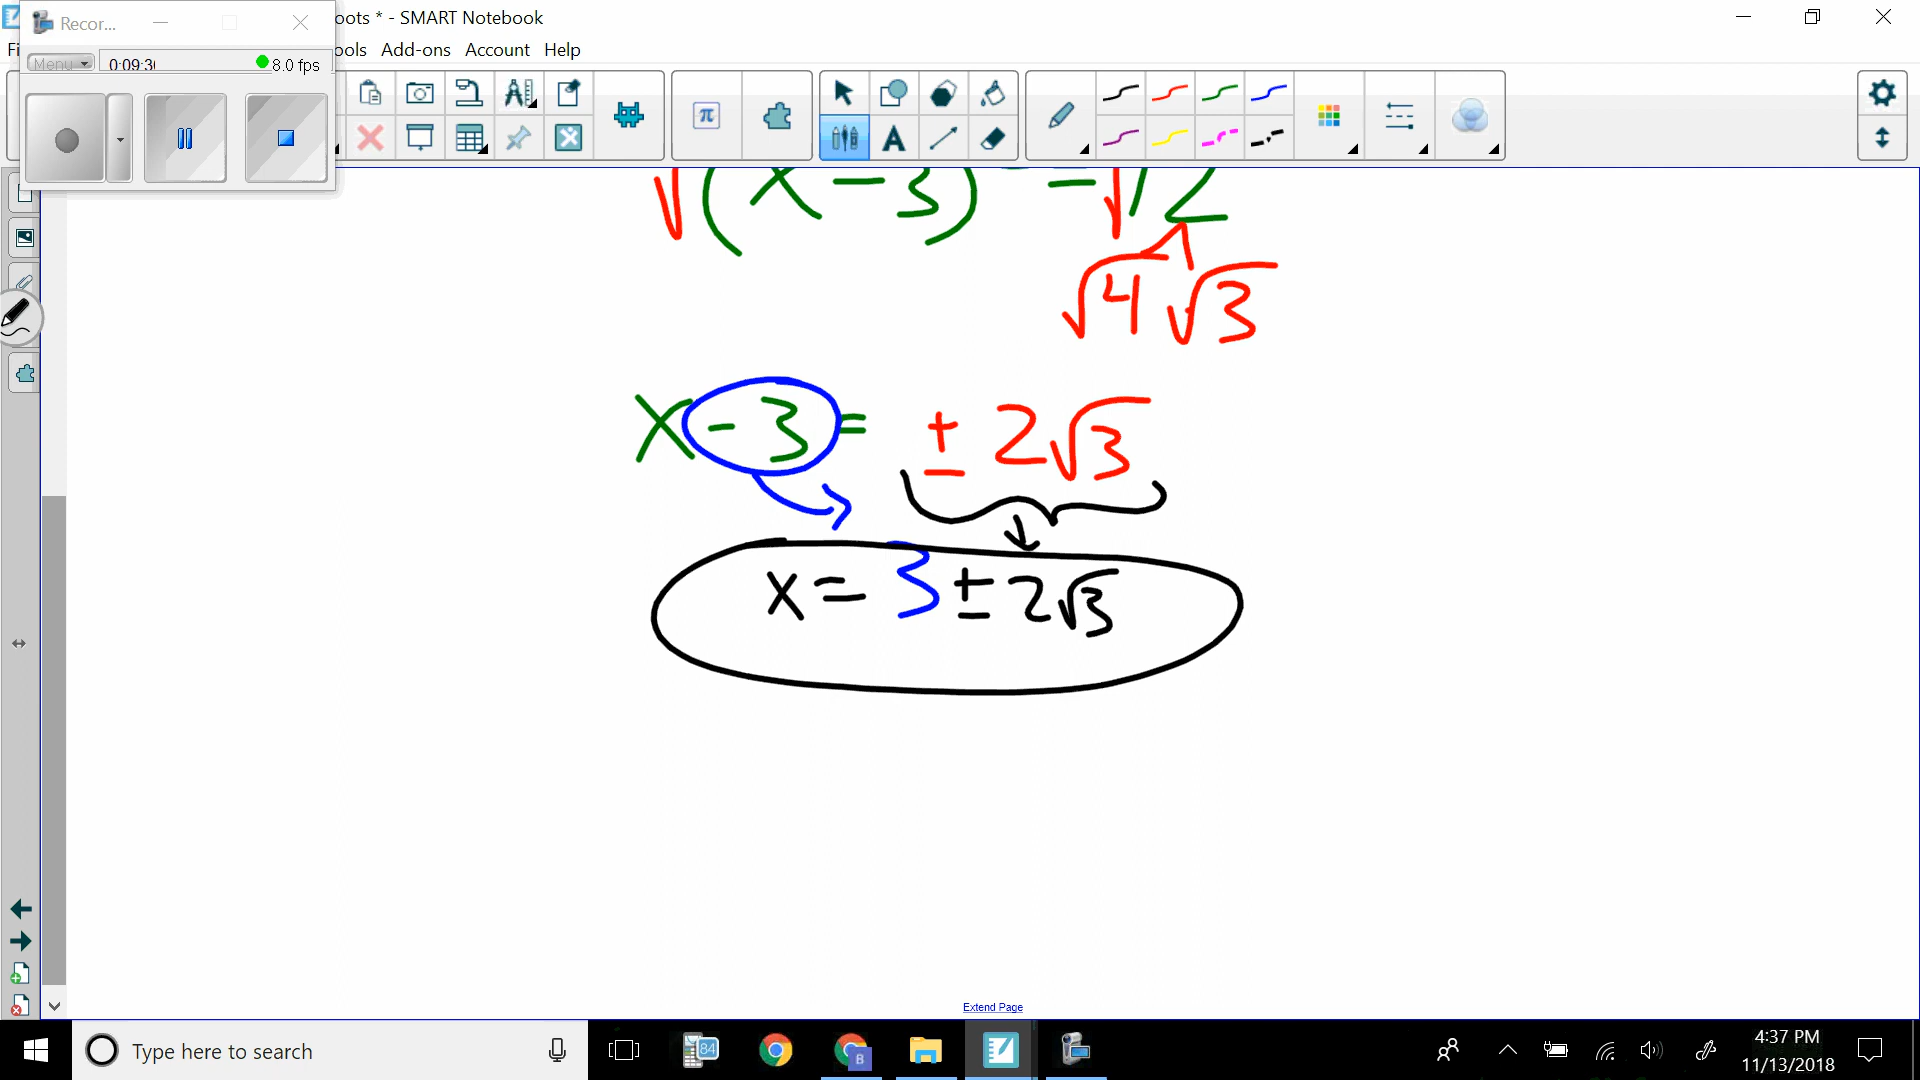 Recor...
oots * - SMART Notebook
Fi
ools Add-ons Account Help
Menu
0:09:3
8.0 fps
π
A
√(x-3) = √12
√4 √3
x - 3 = ± 2√3
x = 3 ± 2√3
Extend Page
Type here to search
84
B
4:37 PM
11/13/2018